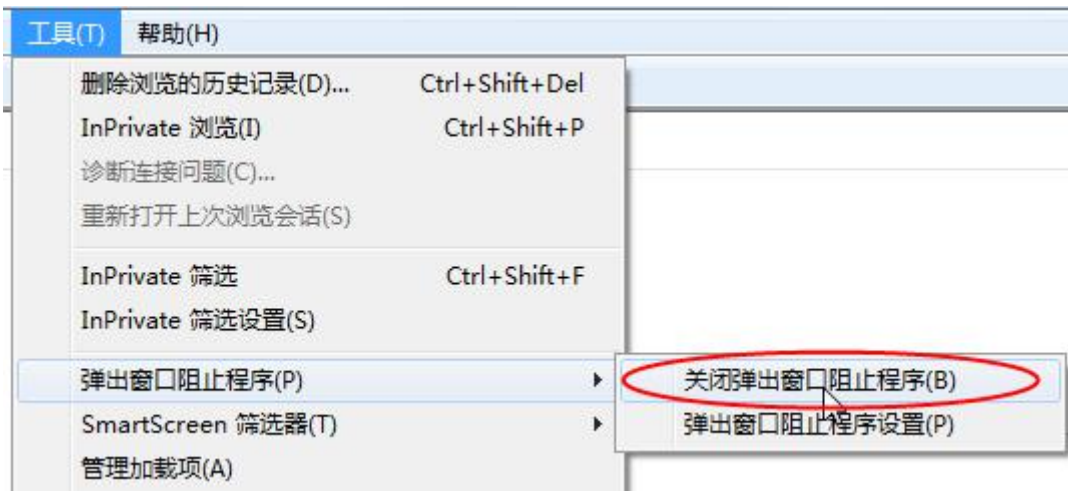 工具(T) 帮助(H)
删除浏览的历史记录(D)... Ctrl+Shift+Del
InPrivate 浏览(I) Ctrl+Shift+P
诊断连接问题(C)...
重新打开上次浏览会话(S)
InPrivate 筛选 Ctrl+Shift+F
InPrivate 筛选设置(S)
弹出窗口阻止程序(P) 关闭弹出窗口阻止程序(B)
SmartScreen 筛选器(T) 弹出窗口阻止程序设置(P)
管理加载项(A)